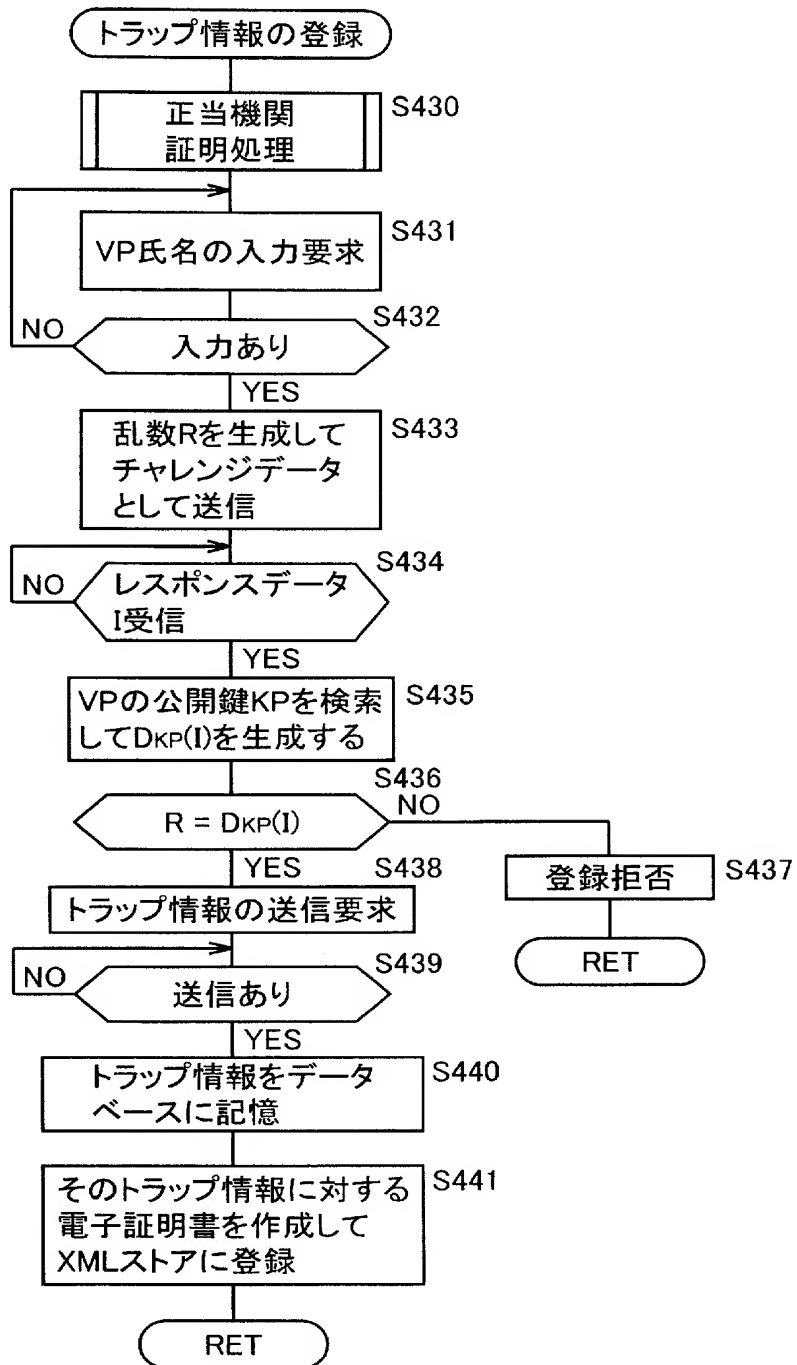 トラップ情報の登録
正当機関
証明処理
S430
VP氏名の入力要求
S431
入力あり
S432
NO
YES
乱数Rを生成して
チャレンジデータ
として送信
S433
レスポンスデータ
I受信
S434
NO
YES
VPの公開鍵KPを検索
してDKP(I)を生成する
S435
R = DKP(I)
S436
NO
YES
登録拒否
S437
RET
トラップ情報の送信要求
S438
送信あり
S439
NO
YES
トラップ情報をデータ
ベースに記憶
S440
そのトラップ情報に対する
電子証明書を作成して
XMLストアに登録
S441
RET